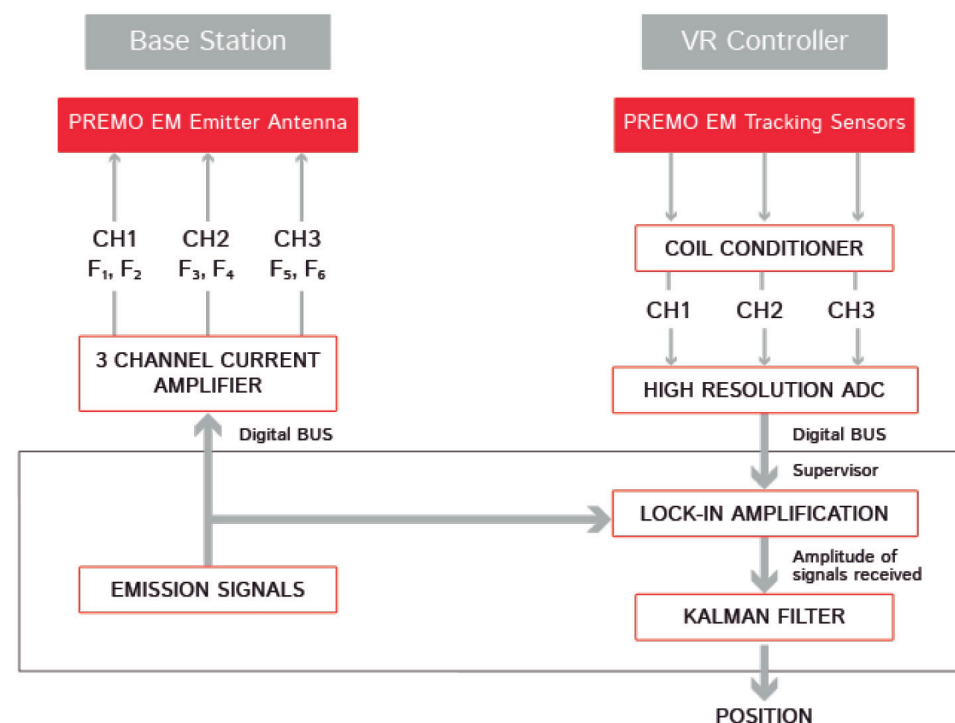 Base Station
VR Controller
PREMO EM Emitter Antenna
PREMO EM Tracking Sensors
CH1 CH2 CH3
F₁, F₂ F₃, F₄ F₅, F₆
COIL CONDITIONER
CH1 CH2 CH3
3 CHANNEL CURRENT
AMPLIFIER
HIGH RESOLUTION ADC
Digital BUS
Digital BUS
Supervisor
LOCK-IN AMPLIFICATION
Amplitude of
signals received
EMISSION SIGNALS
KALMAN FILTER
POSITION